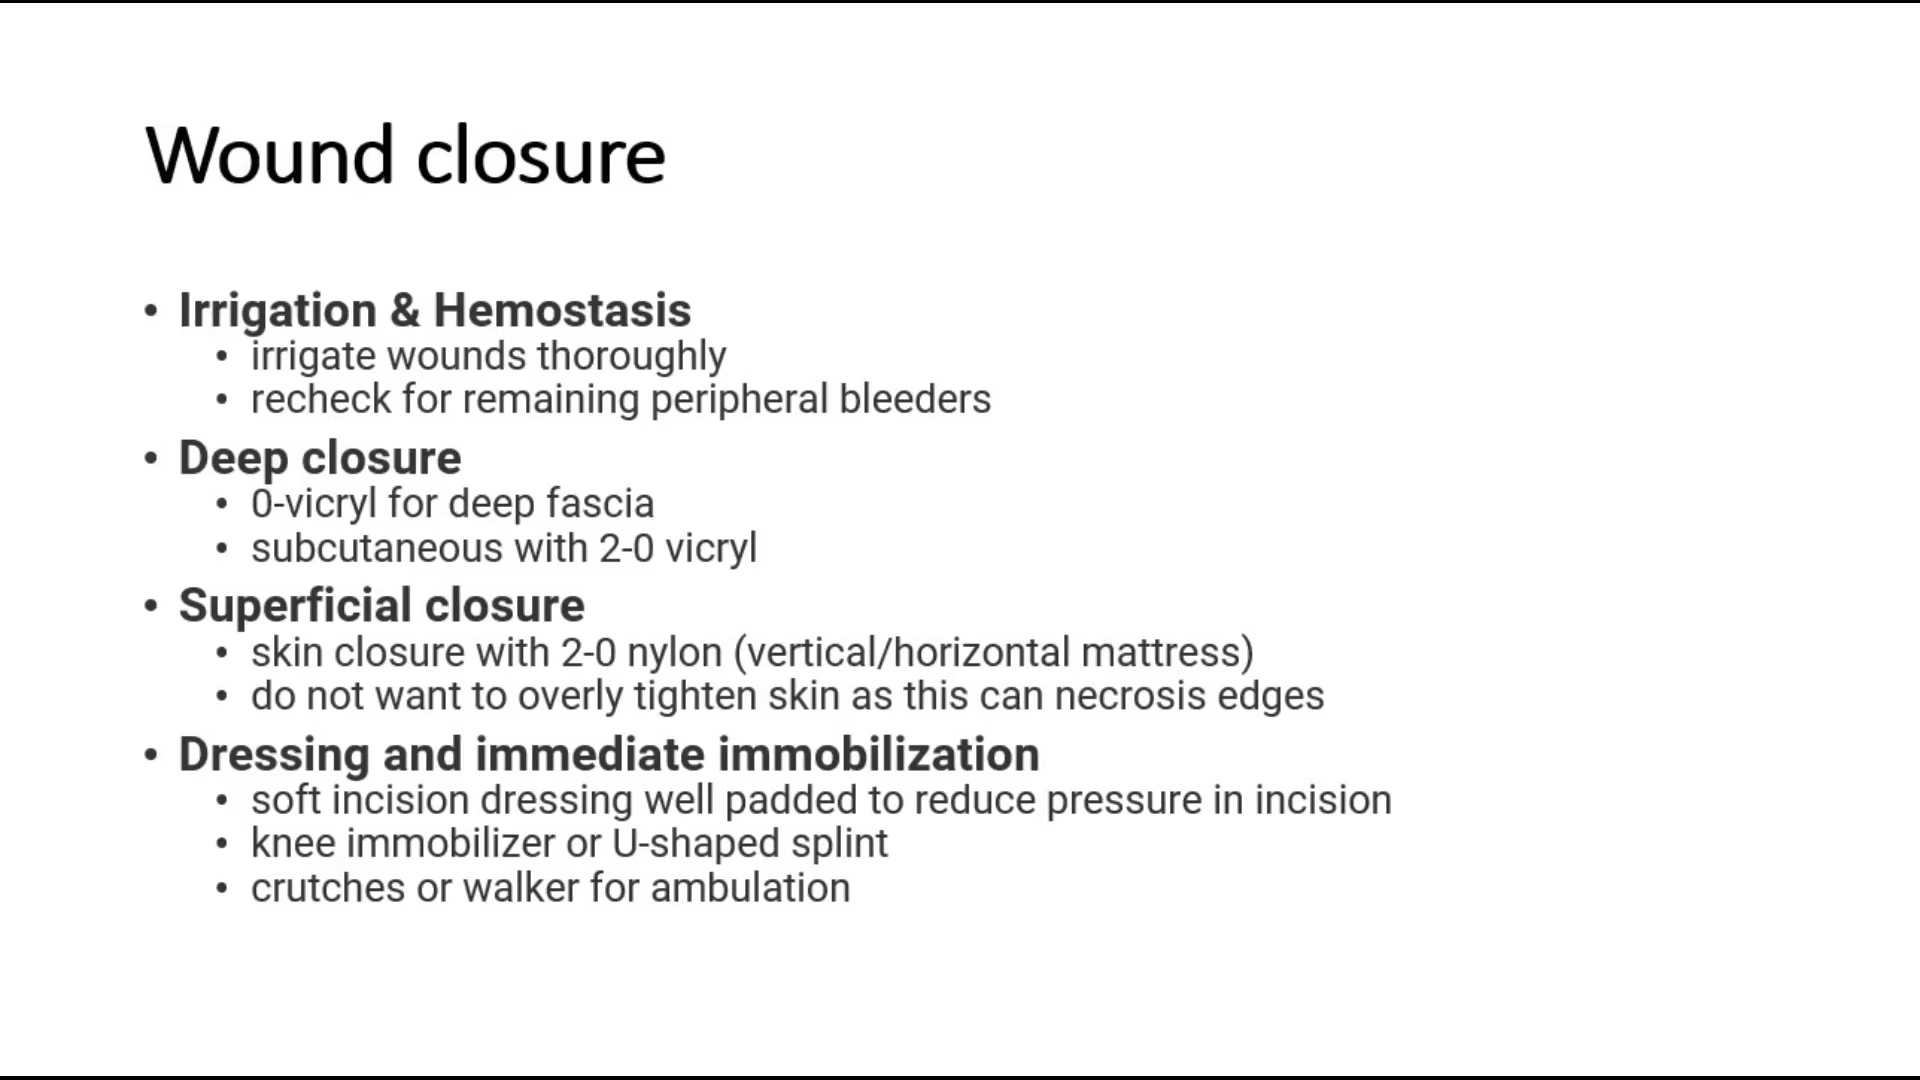 Wound closure
• Irrigation & Hemostasis
• irrigate wounds thoroughly
• recheck for remaining peripheral bleeders
• Deep closure
• 0-vicryl for deep fascia
• subcutaneous with 2-0 vicryl
• Superficial closure
• skin closure with 2-0 nylon (vertical/horizontal mattress)
• do not want to overly tighten skin as this can necrosis edges
• Dressing and immediate immobilization
• soft incision dressing well padded to reduce pressure in incision
• knee immobilizer or U-shaped splint
• crutches or walker for ambulation